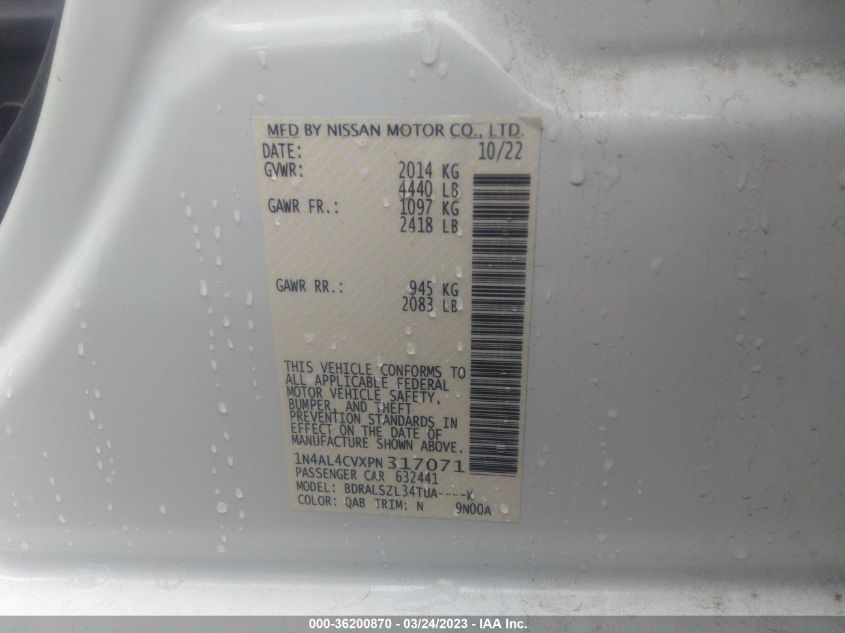 MFD BY NISSAN MOTOR CO., LTD.
DATE: 10/22
GVWR: 2014 KG
4440 LB
GAWR FR.: 1097 KG
2418 LB
GAWR RR.: 945 KG
2083 LB
THIS VEHICLE CONFORMS TO
ALL APPLICABLE FEDERAL
MOTOR VEHICLE SAFETY,
BUMPER, AND THEFT
PREVENTION STANDARDS IN
EFFECT ON THE DATE OF
MANUFACTURE SHOWN ABOVE.
1N4AL4CVXPN317071
PASSENGER CAR 632441
MODEL: BDRALSZL34TUA----K
COLOR: QAB TRIM: N 9N00A
000-36200870 - 03/24/2023 - IAA Inc.